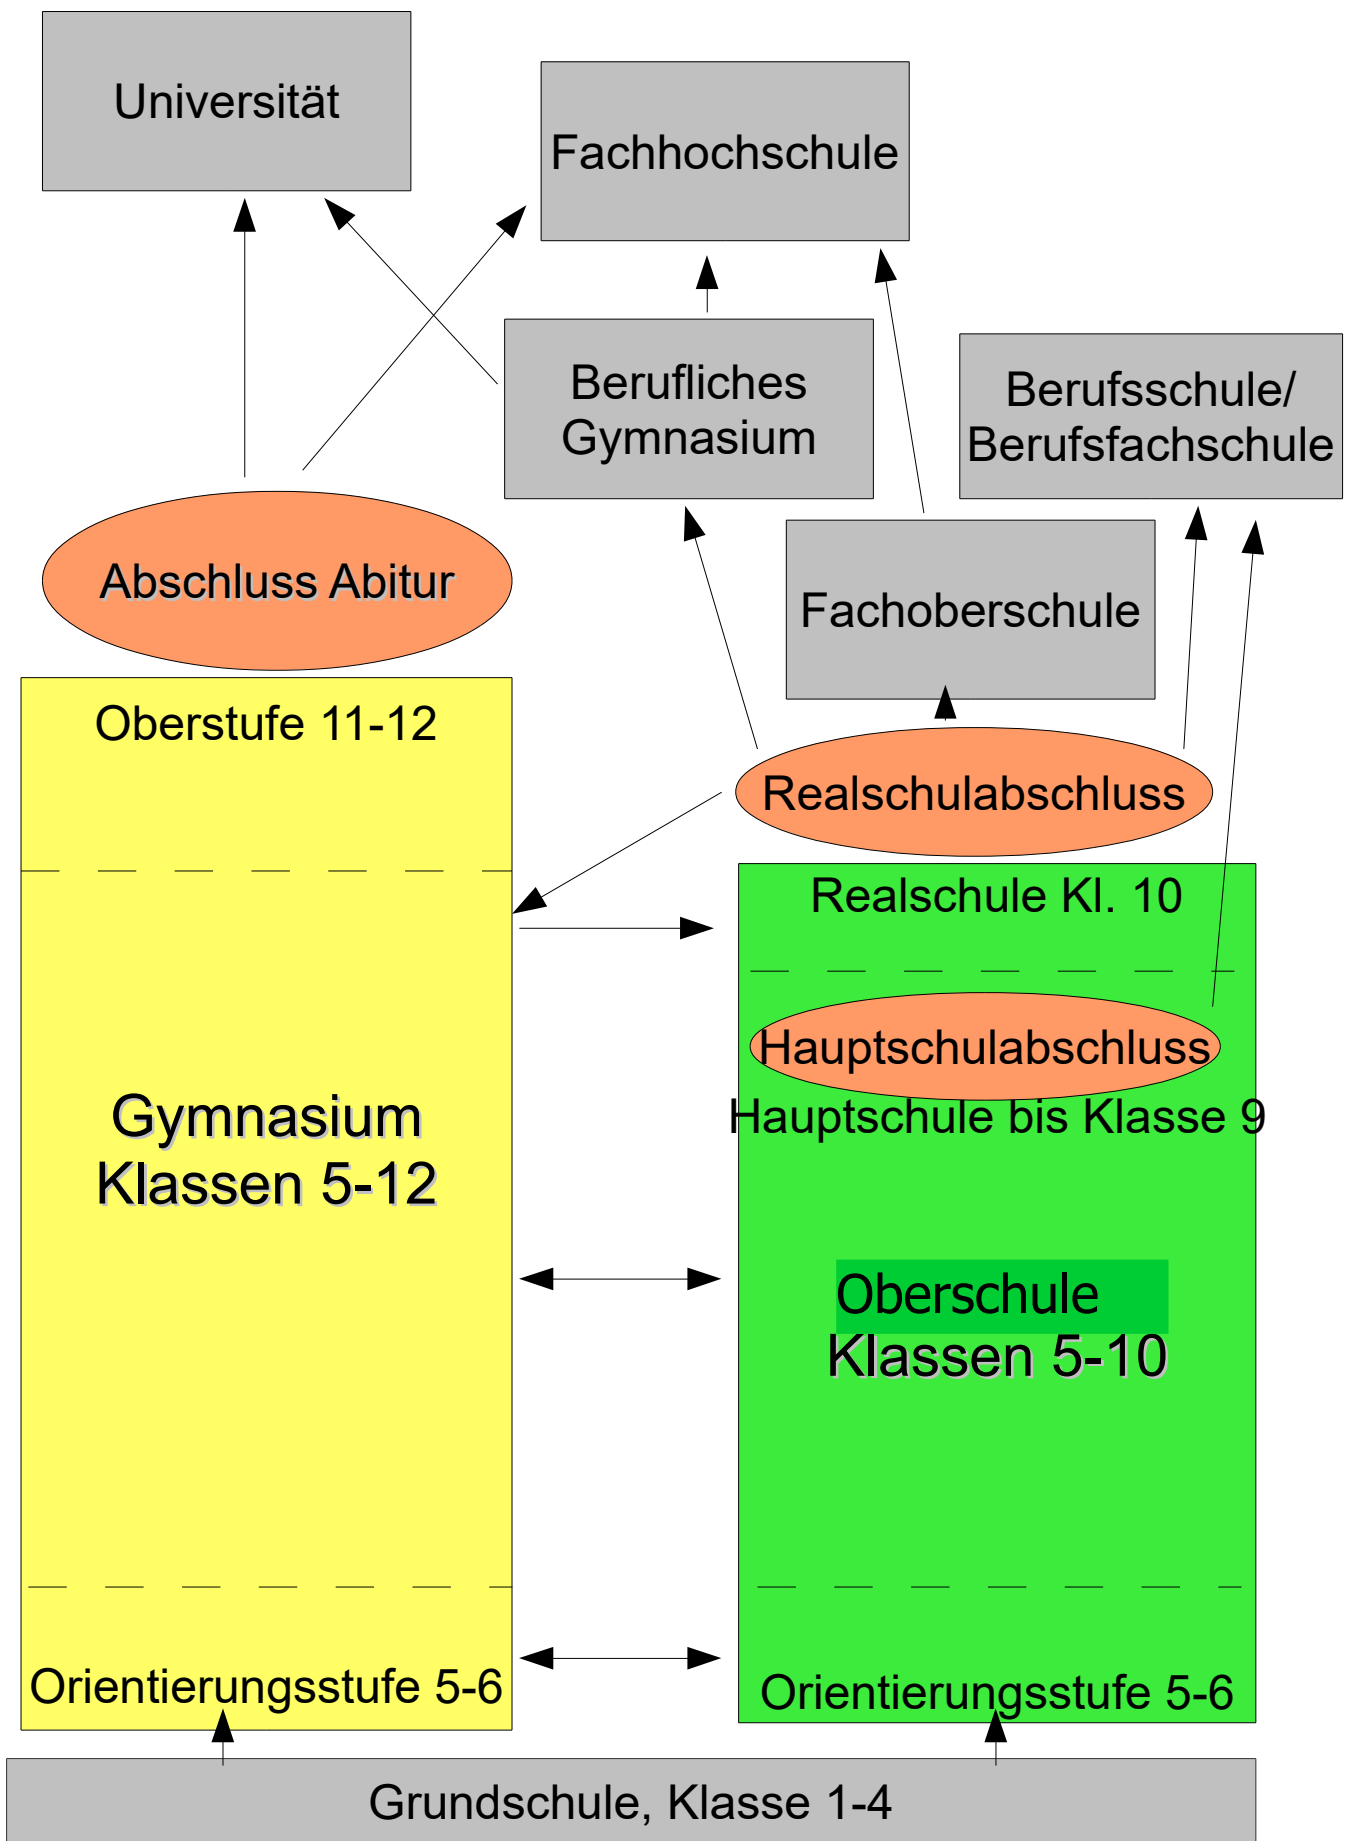 Universität
Fachhochschule
Berufliches
Gymnasium
Berufsschule/
Berufsfachschule
Abschluss Abitur
Fachoberschule
Oberstufe 11-12
Realschulabschluss
Realschule Kl. 10
Hauptschulabschluss
Hauptschule bis Klasse 9
Gymnasium
Klassen 5-12
Oberschule
Klassen 5-10
Orientierungsstufe 5-6
Orientierungsstufe 5-6
Grundschule, Klasse 1-4